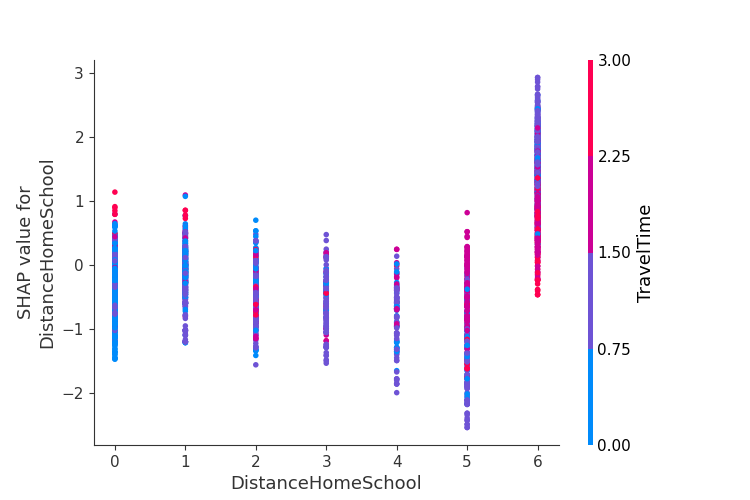 3
2
1
0
−1
−2
SHAP value for
DistanceHomeSchool
0 1 2 3 4 5 6
DistanceHomeSchool
3.00
2.25
1.50
0.75
0.00
TravelTime